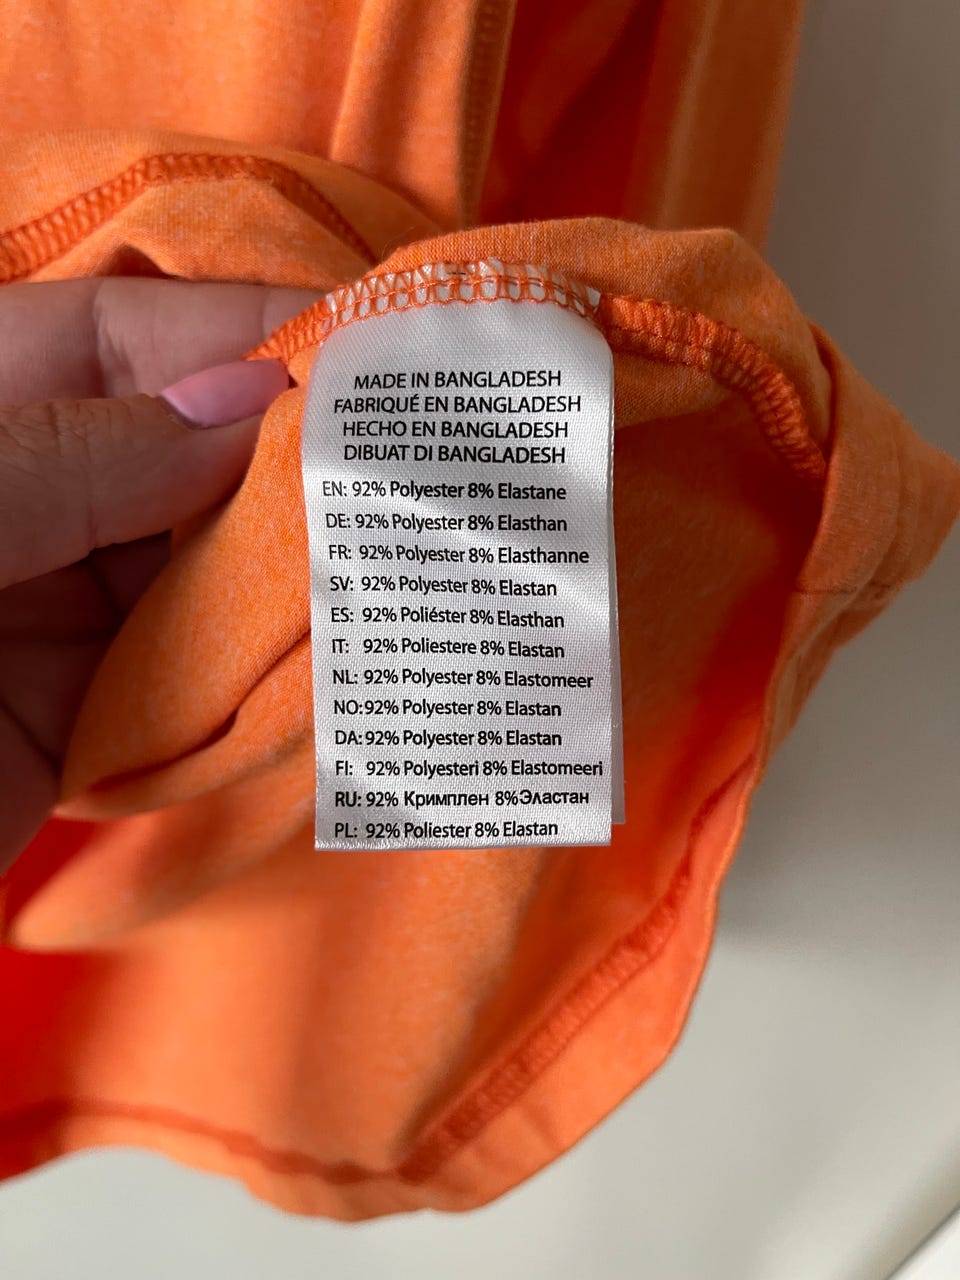 MADE IN BANGLADESH
FABRIQUÉ EN BANGLADESH
HECHO EN BANGLADESH
DIBUAT DI BANGLADESH
EN: 92% Polyester 8% Elastane
DE: 92% Polyester 8% Elasthan
FR: 92% Polyester 8% Elasthanne
SV: 92% Polyester 8% Elastan
ES: 92% Poliéster 8% Elasthan
IT: 92% Poliestere 8% Elastan
NL: 92% Polyester 8% Elastomeer
NO:92% Polyester 8% Elastan
DA:92% Polyester 8% Elastan
FI: 92% Polyesteri 8% Elastomeeri
RU: 92% Кримплен 8%Эластан
PL: 92% Poliester 8% Elastan